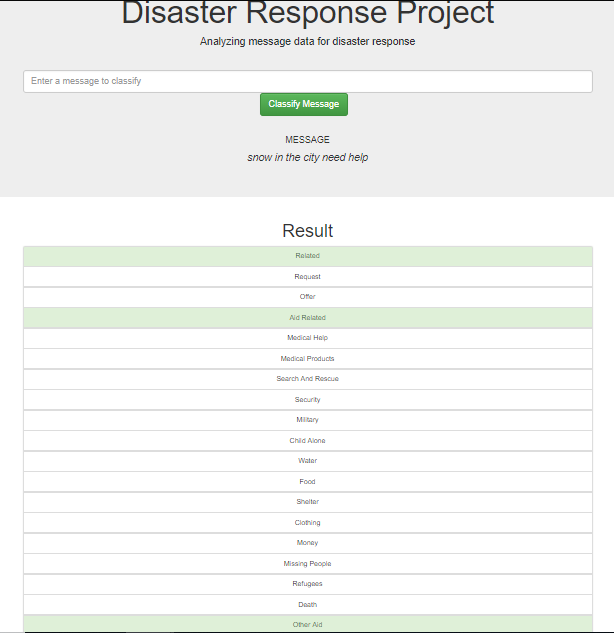 Disaster Response Project
Analyzing message data for disaster response
Enter a message to classify
Classify Message
MESSAGE
snow in the city need help
Result
Related
Request
Offer
Aid Related
Medical Help
Medical Products
Search And Rescue
Security
Military
Child Alone
Water
Food
Shelter
Clothing
Money
Missing People
Refugees
Death
Other Aid